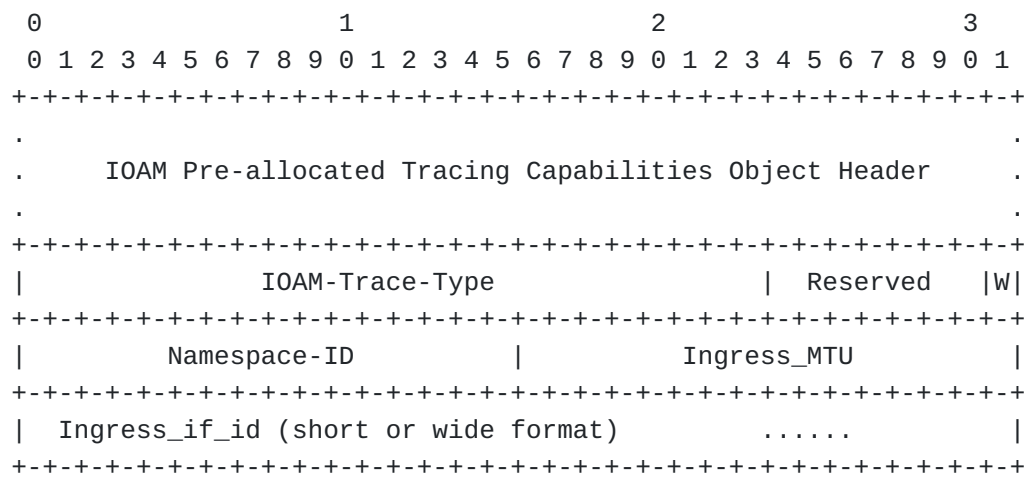 0                   1                   2                   3
 0 1 2 3 4 5 6 7 8 9 0 1 2 3 4 5 6 7 8 9 0 1 2 3 4 5 6 7 8 9 0 1
+-+-+-+-+-+-+-+-+-+-+-+-+-+-+-+-+-+-+-+-+-+-+-+-+-+-+-+-+-+-+-+-+
.                                                               .
.     IOAM Pre-allocated Tracing Capabilities Object Header     .
.                                                               .
+-+-+-+-+-+-+-+-+-+-+-+-+-+-+-+-+-+-+-+-+-+-+-+-+-+-+-+-+-+-+-+-+
|               IOAM-Trace-Type                 |  Reserved   |W|
+-+-+-+-+-+-+-+-+-+-+-+-+-+-+-+-+-+-+-+-+-+-+-+-+-+-+-+-+-+-+-+-+
|         Namespace-ID          |          Ingress_MTU          |
+-+-+-+-+-+-+-+-+-+-+-+-+-+-+-+-+-+-+-+-+-+-+-+-+-+-+-+-+-+-+-+-+
|  Ingress_if_id (short or wide format)         ......          |
+-+-+-+-+-+-+-+-+-+-+-+-+-+-+-+-+-+-+-+-+-+-+-+-+-+-+-+-+-+-+-+-+